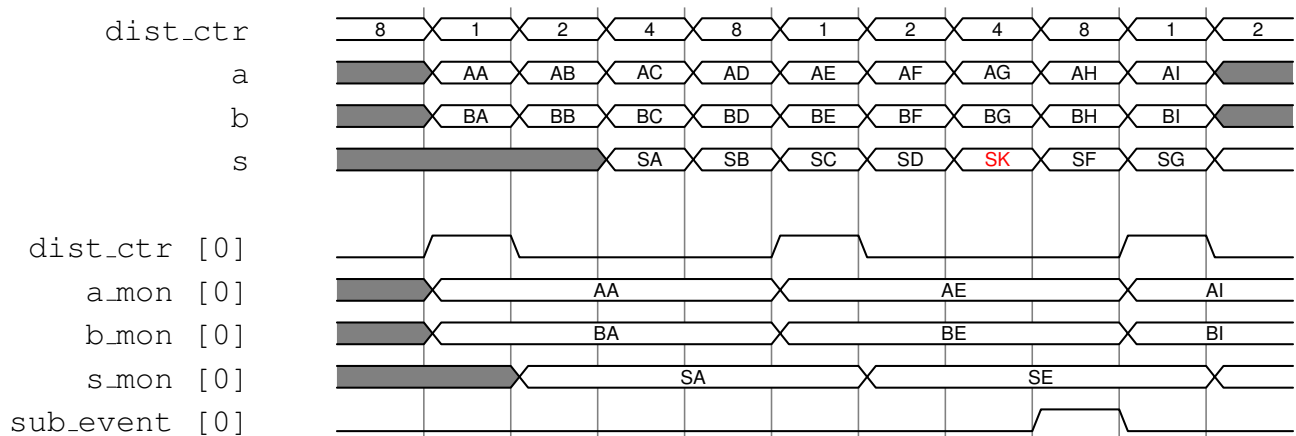 dist_ctr 8 1 2 4 8 1 2 4 8 1 2
a AA AB AC AD AE AF AG AH AI
b BA BB BC BD BE BF BG BH BI
s SA SB SC SD SK SF SG
dist_ctr [0]
a_mon [0] AA AE AI
b_mon [0] BA BE BI
s_mon [0] SA SE
sub_event [0]